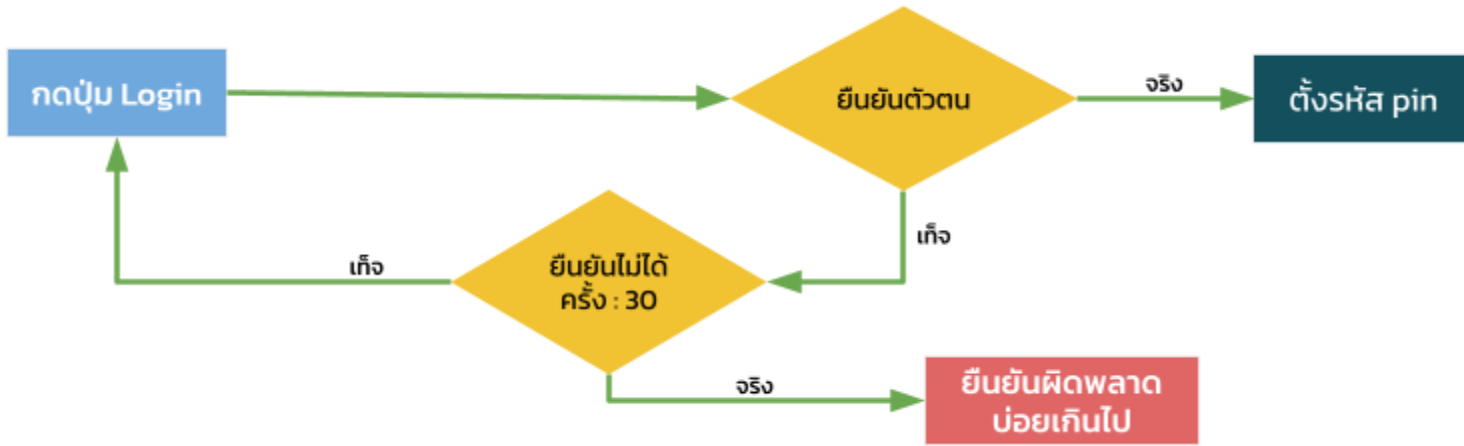 กดปุ่ม Login
ยืนยันตัวตน
จริง
ตั้งรหัส pin
เท็จ
ยืนยันไม่ได้
ครั้ง : 30
เท็จ
จริง
ยืนยันผิดพลาด
บ่อยเกินไป